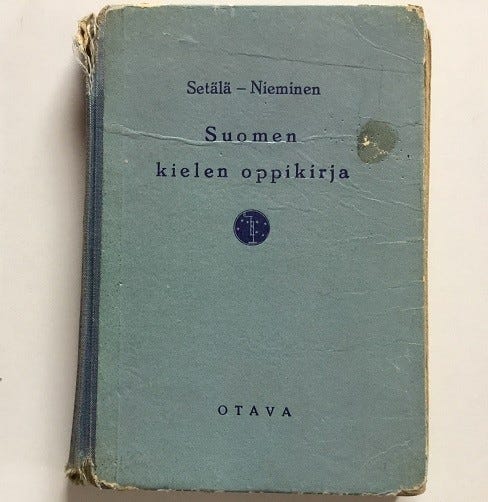 Setälä – Nieminen
Suomen
kielen oppikirja
OTAVA